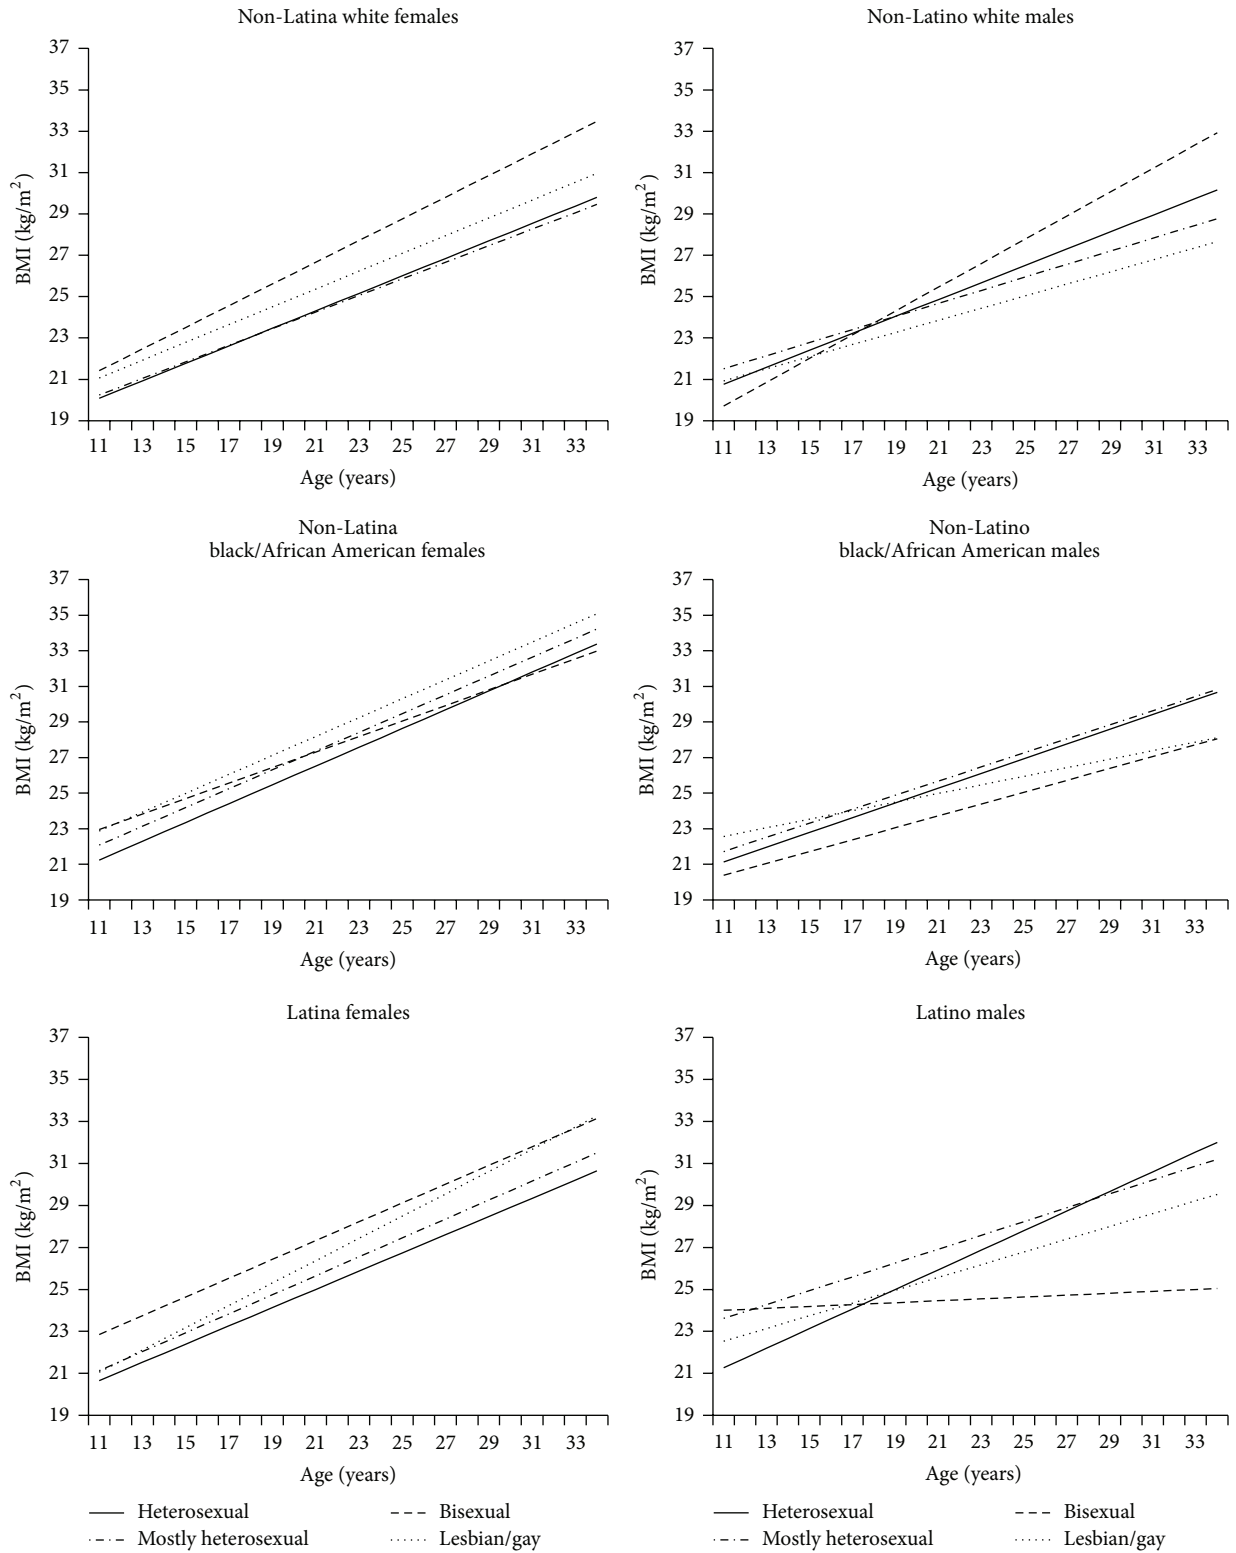 Non-Latina white females
37
35
33
31
29
27
25
23
21
19
BMI (kg/m²)
11 13 15 17 19 21 23 25 27 29 31 33
Age (years)
Non-Latino white males
37
35
33
31
29
27
25
23
21
19
BMI (kg/m²)
11 13 15 17 19 21 23 25 27 29 31 33
Age (years)
Non-Latina
black/African American females
37
35
33
31
29
27
25
23
21
19
BMI (kg/m²)
11 13 15 17 19 21 23 25 27 29 31 33
Age (years)
Non-Latino
black/African American males
37
35
33
31
29
27
25
23
21
19
BMI (kg/m²)
11 13 15 17 19 21 23 25 27 29 31 33
Age (years)
Latina females
37
35
33
31
29
27
25
23
21
19
BMI (kg/m²)
11 13 15 17 19 21 23 25 27 29 31 33
Age (years)
Latino males
37
35
33
31
29
27
25
23
21
19
BMI (kg/m²)
11 13 15 17 19 21 23 25 27 29 31 33
Age (years)
Heterosexual Bisexual
Mostly heterosexual Lesbian/gay
Heterosexual Bisexual
Mostly heterosexual Lesbian/gay